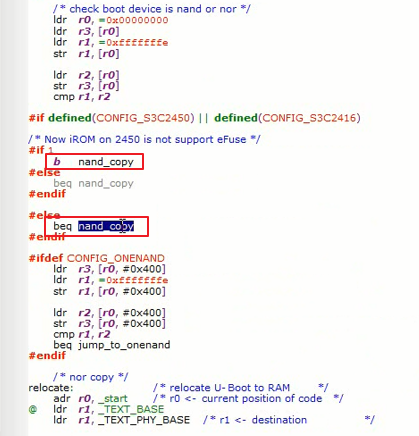 /* check boot device is nand or nor */
ldr r0, =0x00000000
ldr r3, [r0]
ldr r1, =0xfffffffe
str r1, [r0]
ldr r2, [r0]
str r3, [r0]
cmp r1, r2
#if defined(CONFIG_S3C2450) || defined(CONFIG_S3C2416)
/* Now iROM on 2450 is not support eFuse */
#if 1
b nand_copy
#else
beq nand_copy
#endif
#else
beq nand_copy
#endif
#ifdef CONFIG_ONENAND
ldr r3, [r0, #0x400]
ldr r1, =0xfffffffe
str r1, [r0, #0x400]
ldr r2, [r0, #0x400]
str r3, [r0, #0x400]
cmp r1, r2
beq jump_to_onenand
#endif
/* nor copy */
relocate: /* relocate U-Boot to RAM */
adr r0, _start /* r0 <- current position of code */
@ ldr r1, _TEXT_BASE
ldr r1, _TEXT_PHY_BASE /* r1 <- destination */